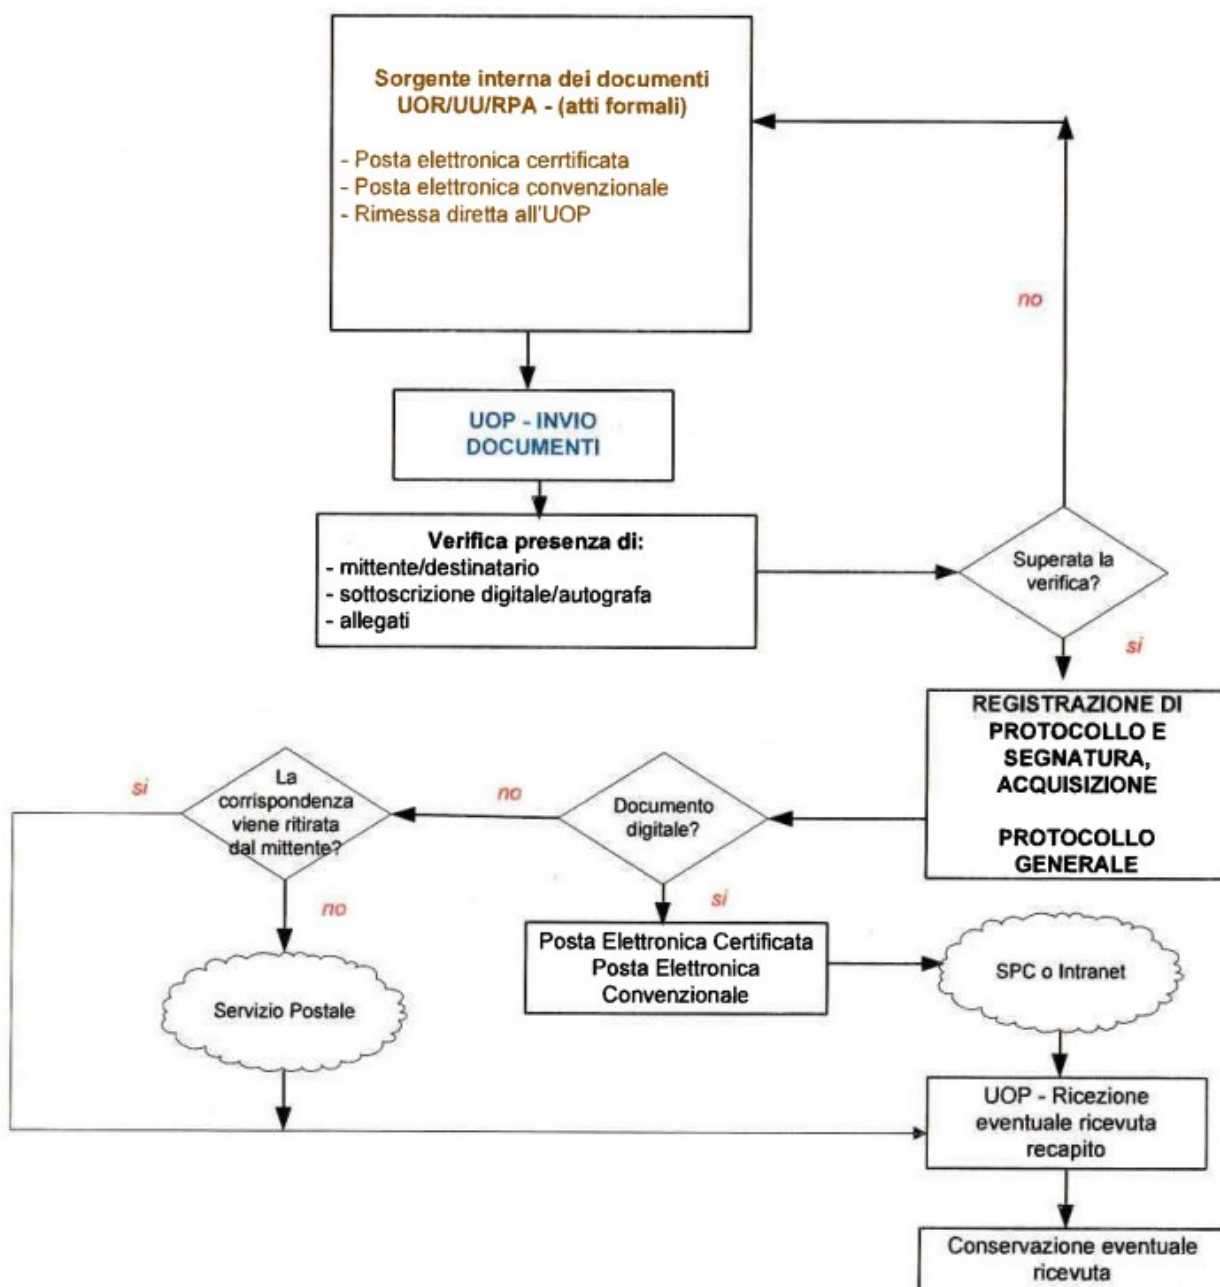 Sorgente interna dei documenti
UOR/UU/RPA - (atti formali)
- Posta elettronica cerrtificata
- Posta elettronica convenzionale
- Rimessa diretta all'UOP
no
UOP - INVIO
DOCUMENTI
Verifica presenza di:
- mittente/destinatario
- sottoscrizione digitale/autografa
- allegati
Superata la
verifica?
si
REGISTRAZIONE DI
PROTOCOLLO E
SEGNATURA,
ACQUISIZIONE
PROTOCOLLO
GENERALE
Documento
digitale?
no
si
La
corrispondenza
viene ritirata
dal mittente?
si
no
Posta Elettronica Certificata
Posta Elettronica
Convenzionale
SPC o Intranet
Servizio Postale
UOP - Ricezione
eventuale ricevuta
recapito
Conservazione eventuale
ricevuta